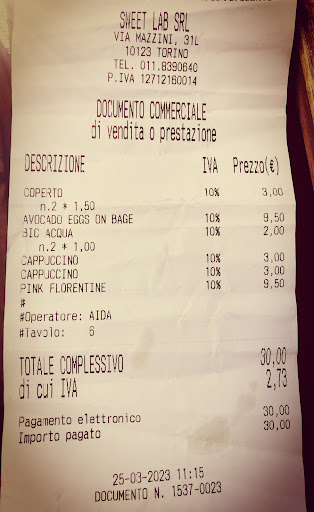 SWEET LAB SRL
VIA MAZZINI, 31L
10123 TORINO
TEL. 011.8390640
P.IVA 12712160014
DOCUMENTO COMMERCIALE
di vendita o prestazione
DESCRIZIONE IVA Prezzo(€)
COPERTO 10% 3,00
n.2 * 1,50
AVOCADO EGGS ON BAGE 10% 9,50
BIC ACQUA 10% 2,00
n.2 * 1,00
CAPPUCCINO 10% 3,00
CAPPUCCINO 10% 3,00
PINK FLORENTINE 10% 9,50
#
#Operatore: AIDA
#Tavolo: 6
TOTALE COMPLESSIVO 30,00
di cui IVA 2,73
Pagamento elettronico 30,00
Importo pagato 30,00
25-03-2023 11:15
DOCUMENTO N. 1537-0023